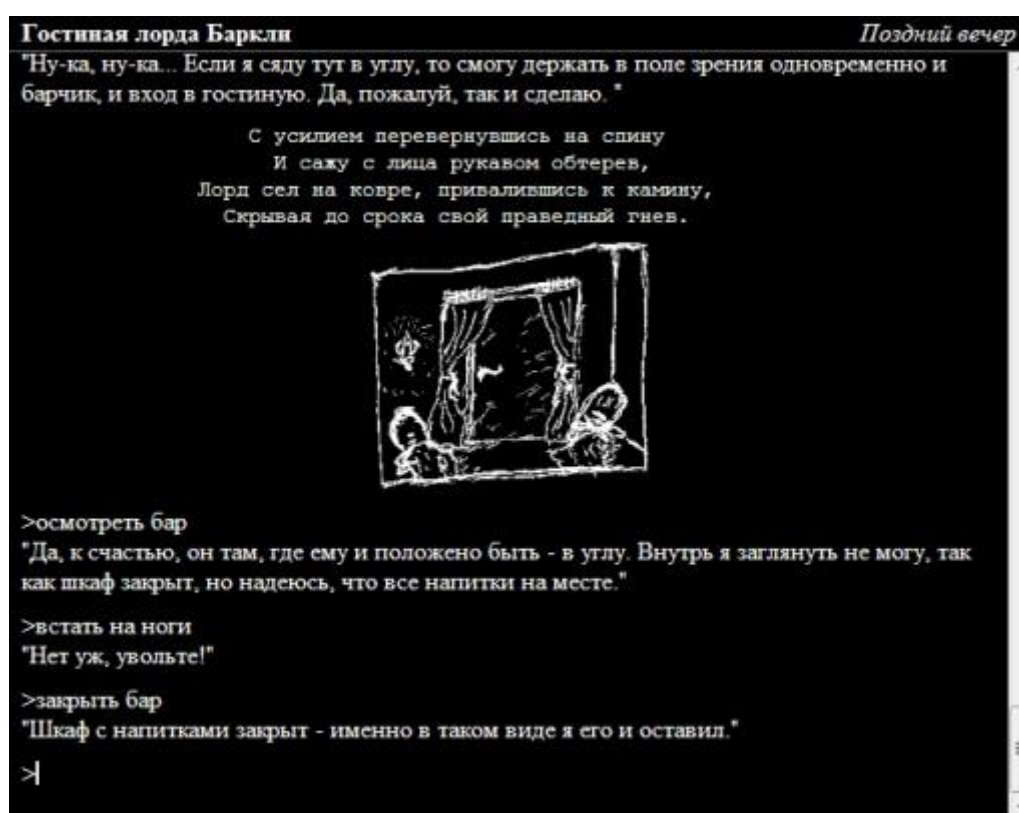 Гостиная лорда Баркли
Поздний вечер
"Ну-ка, ну-ка... Если я сяду тут в углу, то смогу держать в поле зрения одновременно и
барчик, и вход в гостиную. Да, пожалуй, так и сделаю. "
С усилием перевернувшись на спину
И сажу с лица рукавом обтерев,
Лорд сел на ковре, привалившись к камину,
Скрывая до срока свой праведный гнев.
>осмотреть бар
"Да, к счастью, он там, где ему и положено быть - в углу. Внутрь я заглянуть не могу, так
как шкаф закрыт, но надеюсь, что все напитки на месте."
>встать на ноги
"Нет уж, увольте!"
>закрыть бар
"Шкаф с напитками закрыт - именно в таком виде я его и оставил."
>